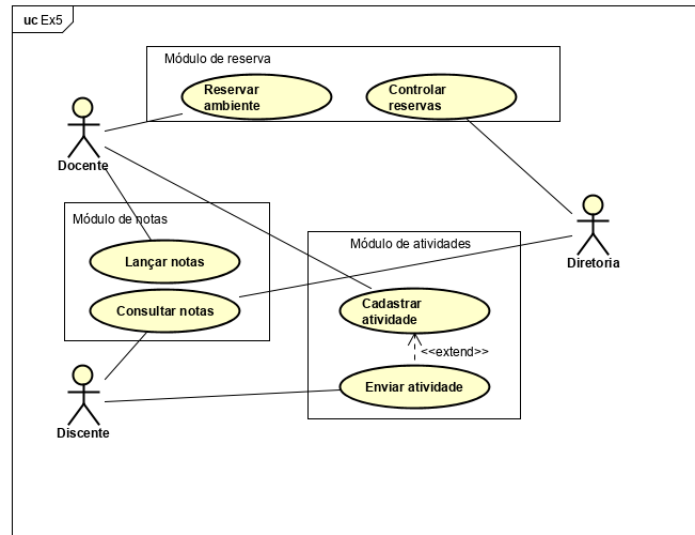 uc Ex5
Módulo de reserva
Reservar
ambiente
Controlar
reservas
Docente
Módulo de notas
Lançar notas
Consultar notas
Módulo de atividades
Cadastrar
atividade
<<extend>>
Enviar atividade
Diretoria
Discente